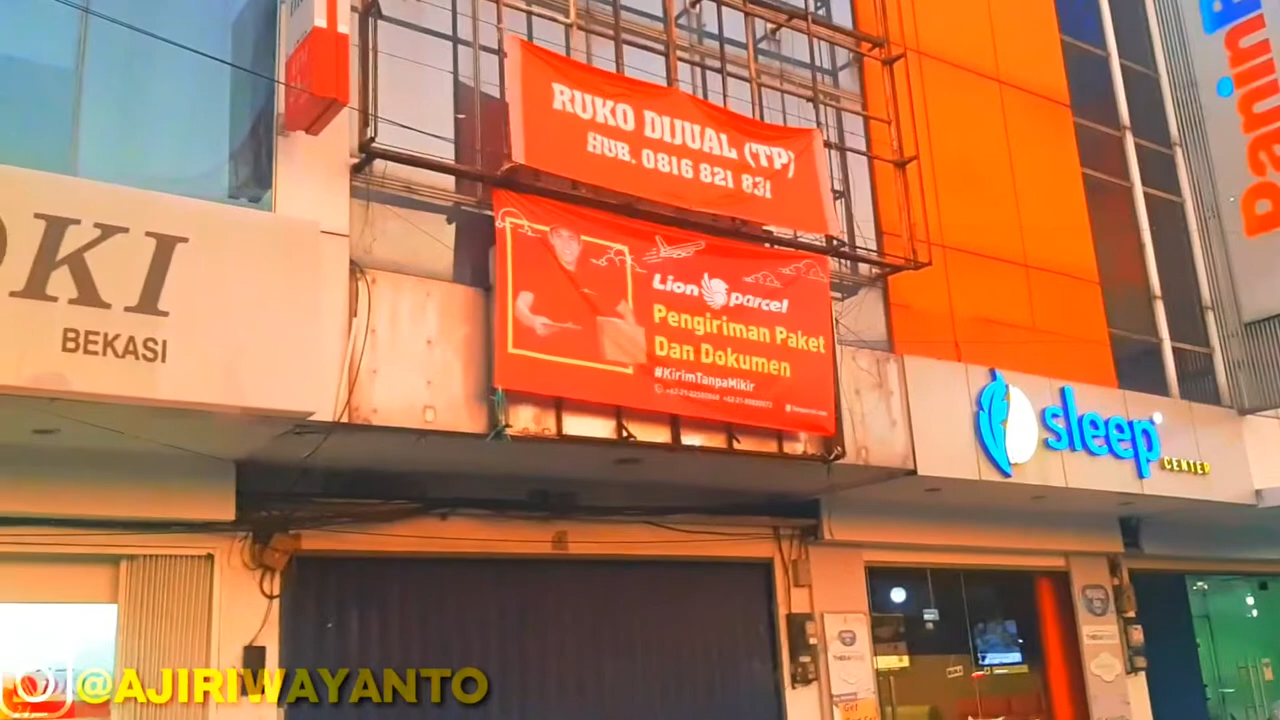 RUKO DIJUAL (TP)
HUB. 0816 821 831
Lion parcel
Pengiriman Paket
Dan Dokumen
#KirimTanpaMikir
OKI
BEKASI
sleep
CENTER
Panin
@AJIRIWAYANTO